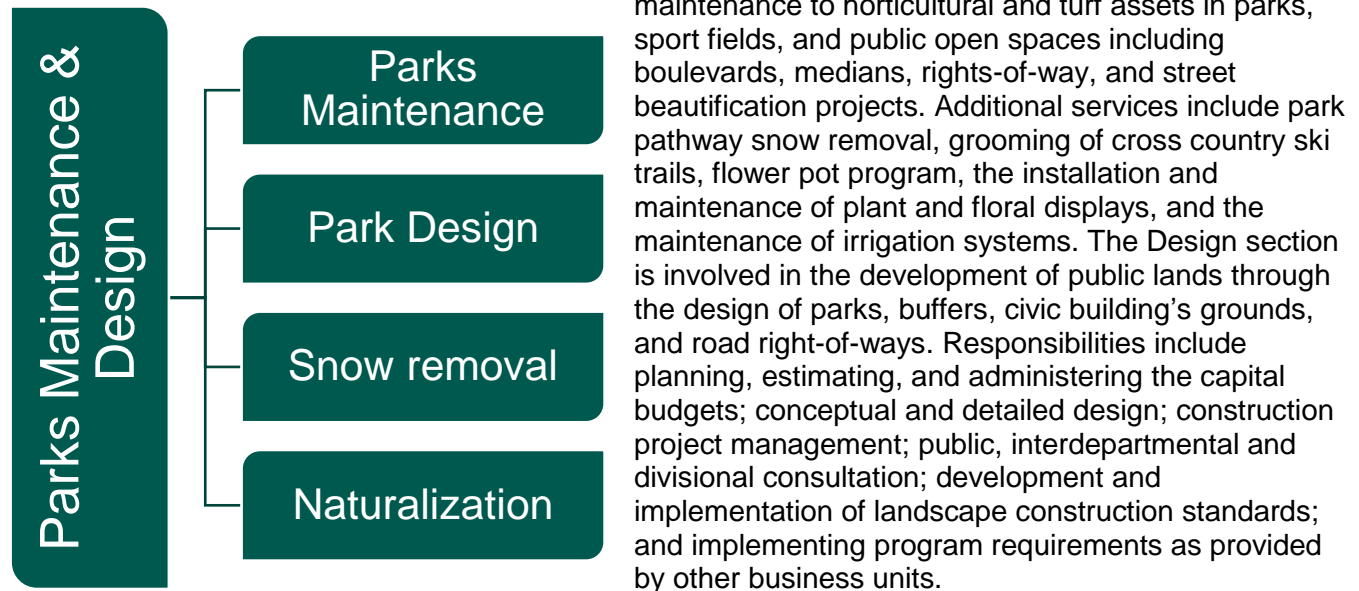 Parks Maintenance &
Design
Parks
Maintenance
Park Design
Snow removal
Naturalization
maintenance to horticultural and turf assets in parks,
sport fields, and public open spaces including
boulevards, medians, rights-of-way, and street
beautification projects. Additional services include park
pathway snow removal, grooming of cross country ski
trails, flower pot program, the installation and
maintenance of plant and floral displays, and the
maintenance of irrigation systems. The Design section
is involved in the development of public lands through
the design of parks, buffers, civic building's grounds,
and road right-of-ways. Responsibilities include
planning, estimating, and administering the capital
budgets; conceptual and detailed design; construction
project management; public, interdepartmental and
divisional consultation; development and
implementation of landscape construction standards;
and implementing program requirements as provided
by other business units.